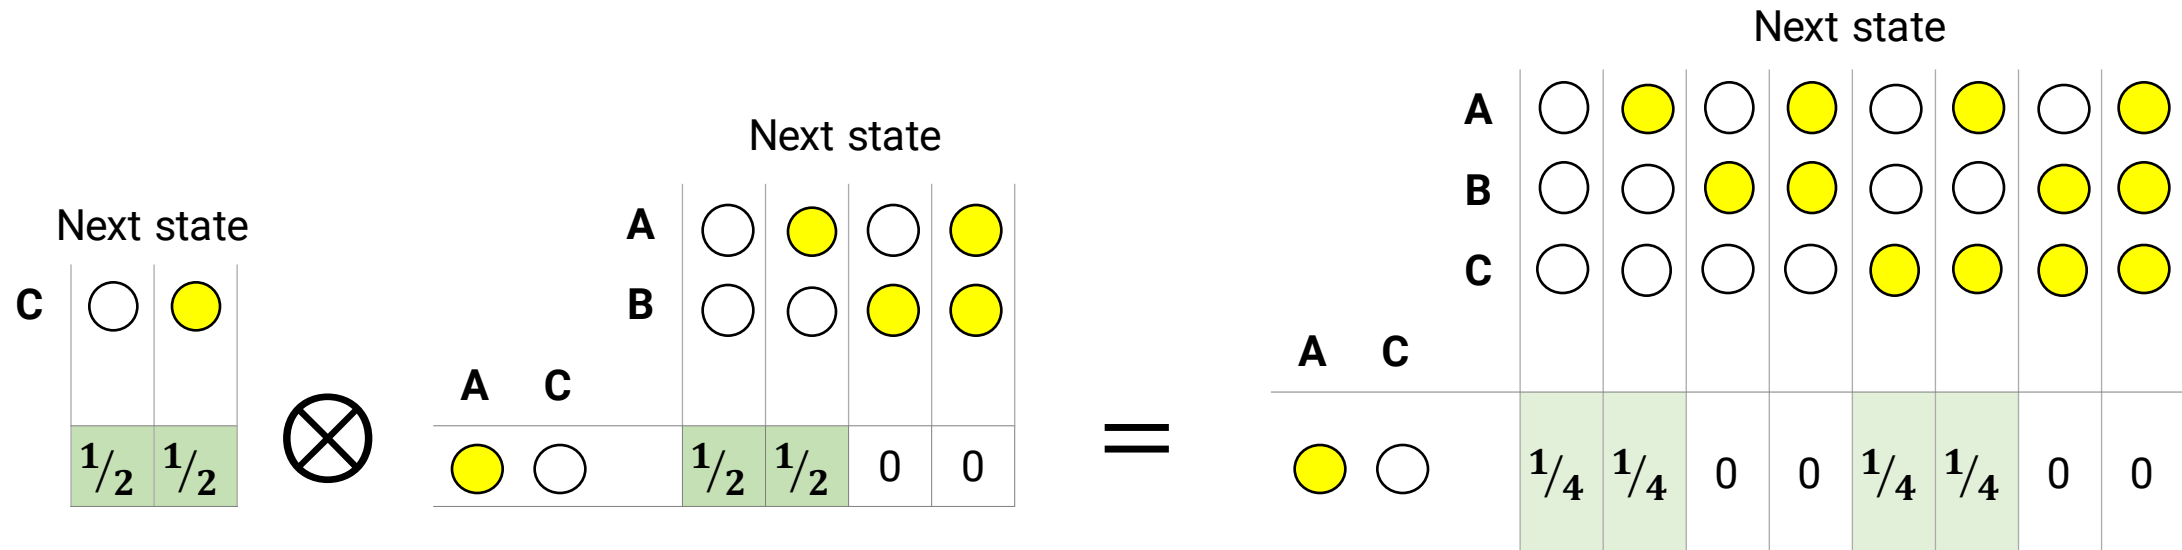 Next state
C
1/2 1/2
⊗
Next state
A
B
A C
1/2 1/2 0 0
=
Next state
A
B
C
A C
1/4 1/4 0 0 1/4 1/4 0 0